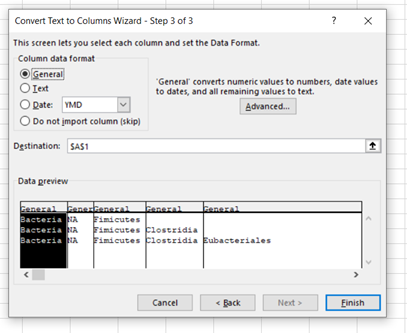 Convert Text to Columns Wizard - Step 3 of 3 ? ×
This screen lets you select each column and set the Data Format.
Column data format
General
Text
Date: YMD
Do not import column (skip)
'General' converts numeric values to numbers, date values
to dates, and all remaining values to text.
Advanced...
Destination: $A$1
Data preview
General GenerGeneral General General
Bacteria NA Fimicutes
Bacteria NA Fimicutes Clostridia
Bacteria NA Fimicutes Clostridia Eubacteriales
Cancel < Back Next > Finish